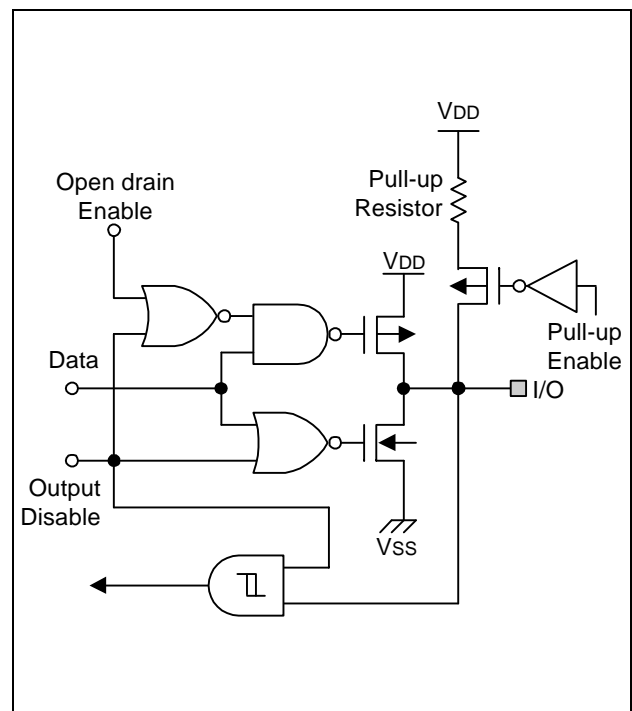 VDD
Open drain
Enable
Pull-up
Resistor
VDD
Pull-up
Enable
Data
I/O
Output
Disable
VSS